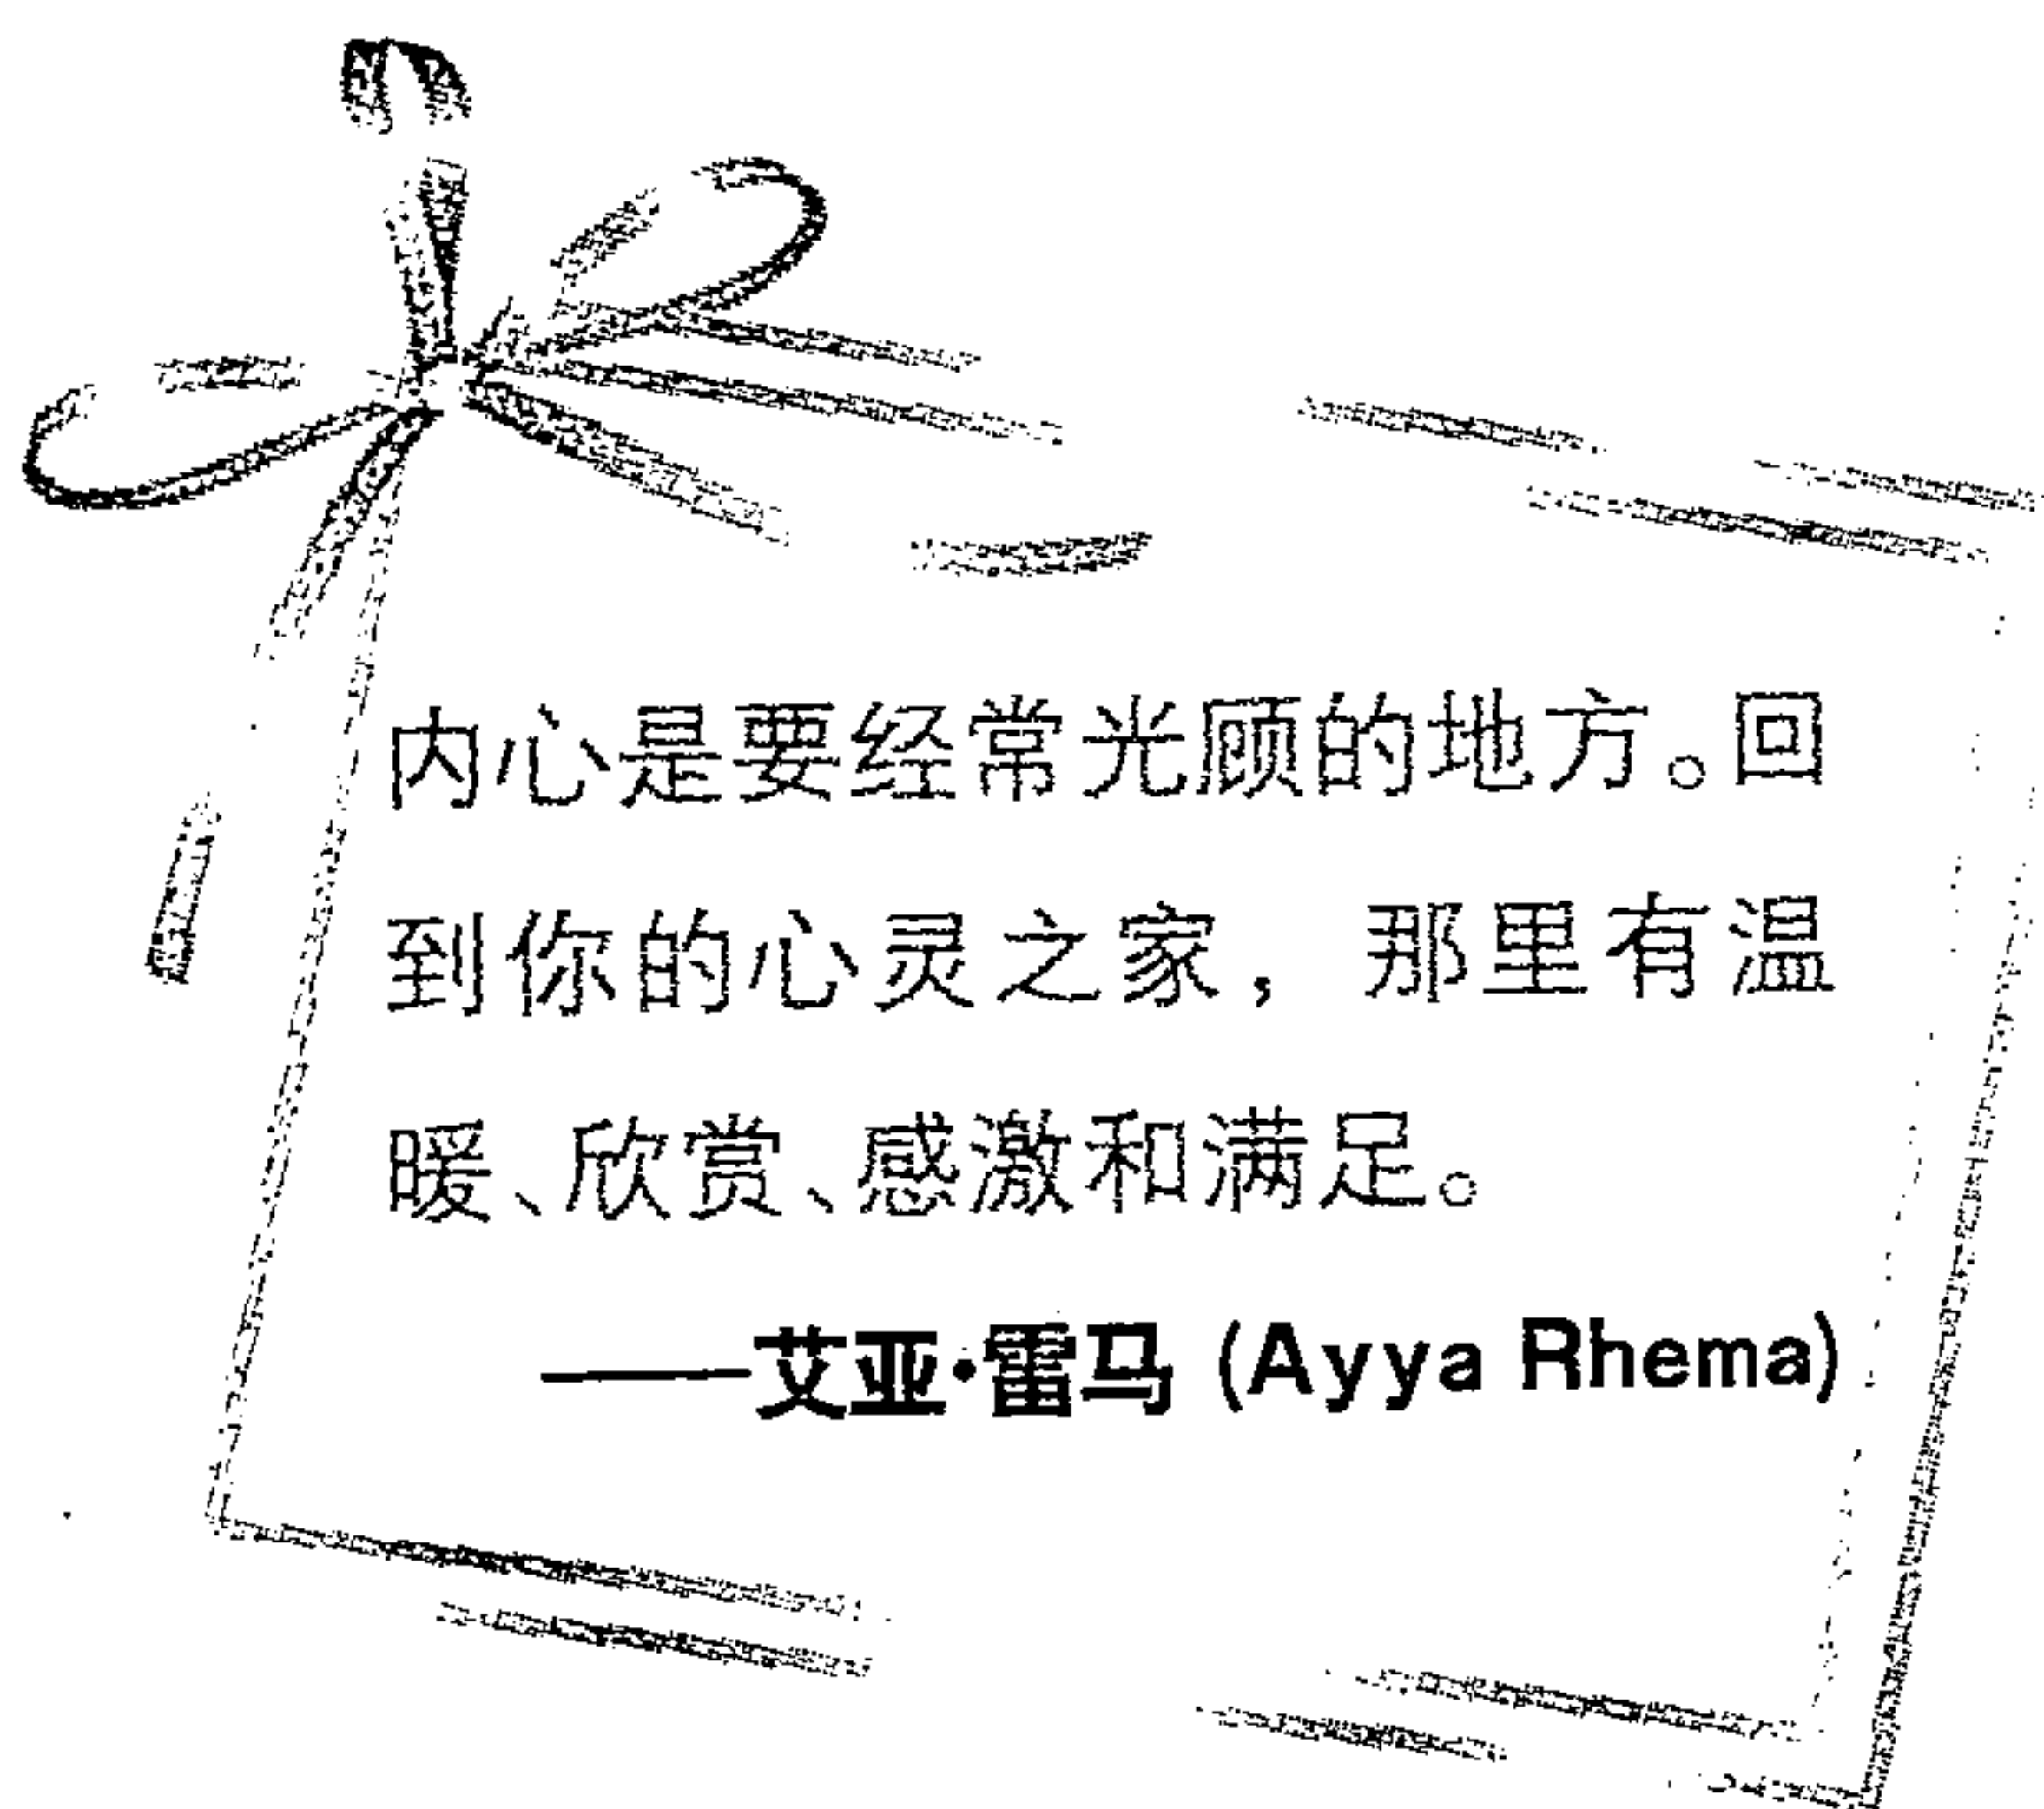 内心是要经常光顾的地方。回
到你的心灵之家，那里有温
暖、欣赏、感激和满足。
——艾亚·雷马 (Ayya Rhema)